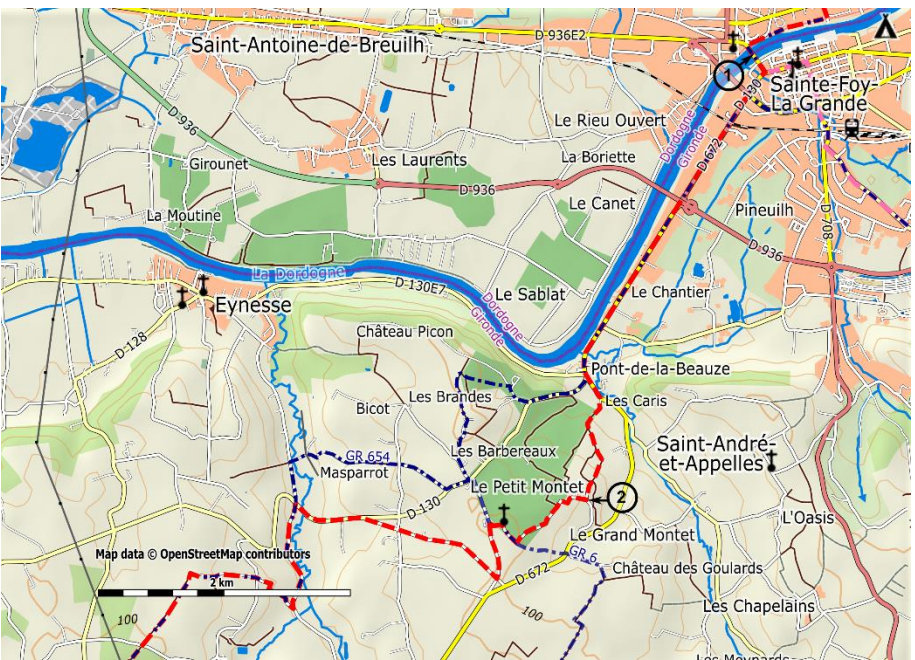 D 936E2
Saint-Antoine-de-Breuilh
1
D 130
Sainte-Foy-
La Grande
D 936
Le Rieu Ouvert
Dordogne
Gironde
D 672
Les Laurents
La Boriette
Girounet
D 936
Le Canet
La Moutine
Pineuilh
D 708
D 936
La Dordogne
D 130E7
Le Sablat
Le Chantier
Eynesse
Dordogne
Gironde
Château Picon
D 128
Pont-de-la-Beauze
Les Brandes
Les Caris
Bicot
Saint-André-
et-Appelles
Les Barbereaux
GR 654
Masparrot
Le Petit Montet
2
D 130
L'Oasis
Le Grand Montet
Map data © OpenStreetMap contributors
GR 6
D 672
Château des Goulards
2 km
100
100
Les Chapelains
Les Meynards